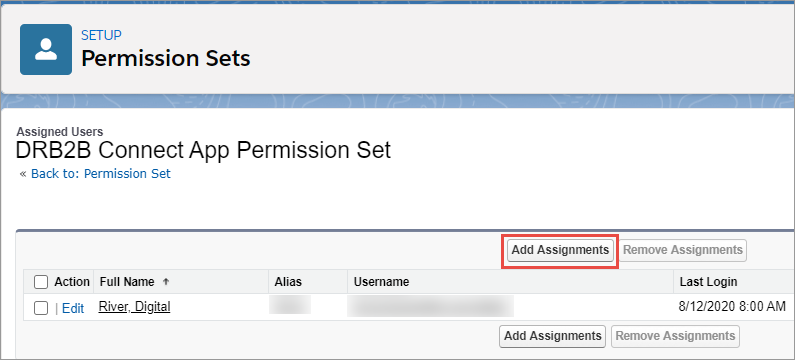 SETUP
Permission Sets
Assigned Users
DRB2B Connect App Permission Set
« Back to: Permission Set
Add Assignments Remove Assignments
Action Full Name ↑ Alias Username Last Login
| Edit River, Digital 8/12/2020 8:00 AM
Add Assignments Remove Assignments